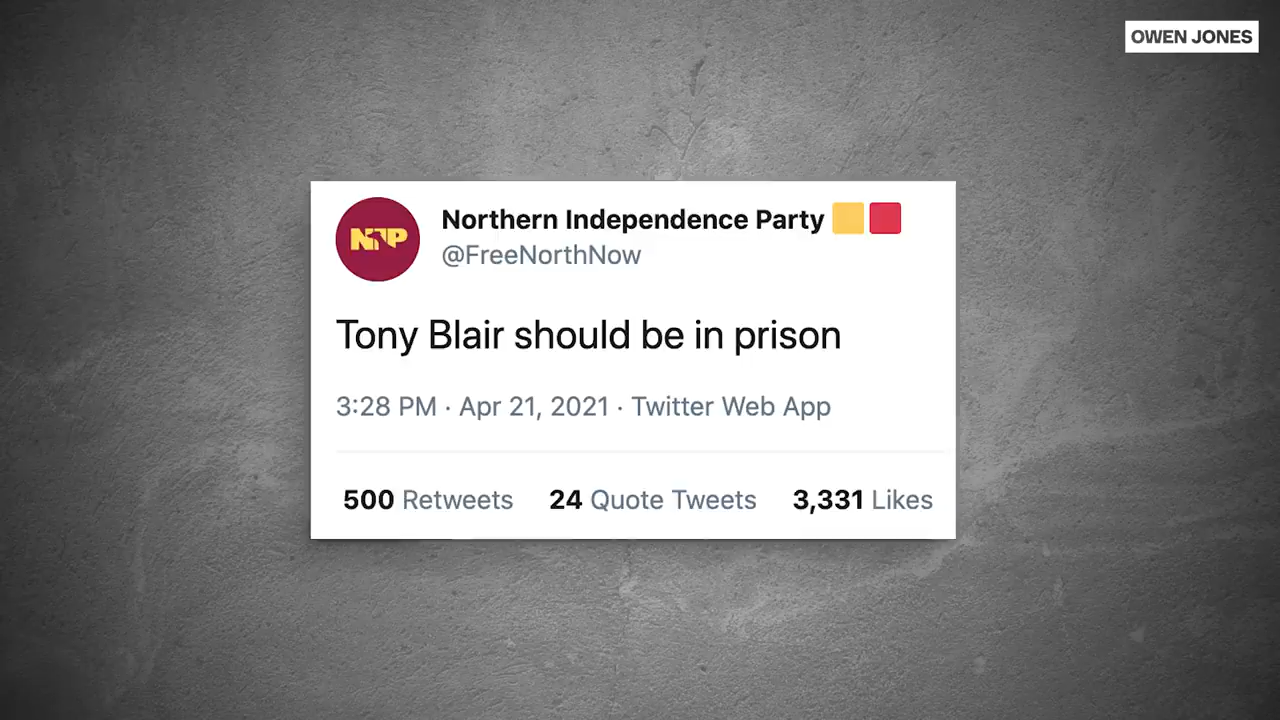 OWEN JONES
NIP
Northern Independence Party
@FreeNorthNow
Tony Blair should be in prison
3:28 PM · Apr 21, 2021 · Twitter Web App
500 Retweets 24 Quote Tweets 3,331 Likes